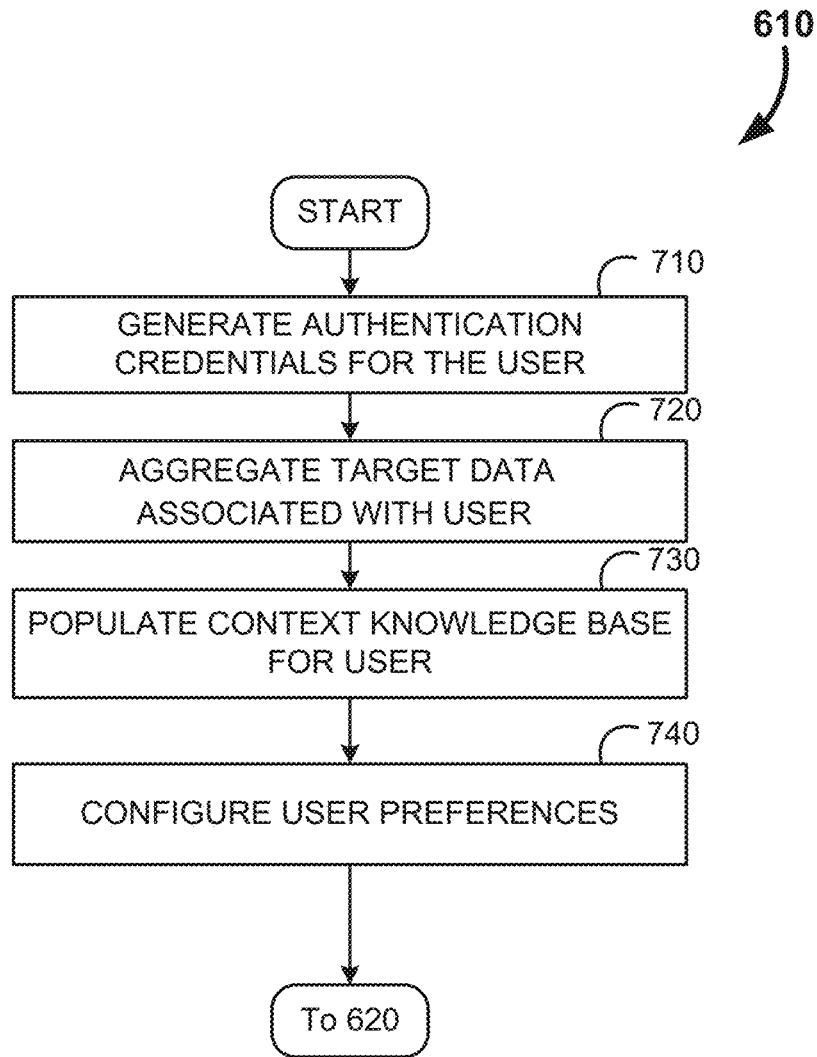 610
START
710
GENERATE AUTHENTICATION
CREDENTIALS FOR THE USER
720
AGGREGATE TARGET DATA
ASSOCIATED WITH USER
730
POPULATE CONTEXT KNOWLEDGE BASE
FOR USER
740
CONFIGURE USER PREFERENCES
To 620